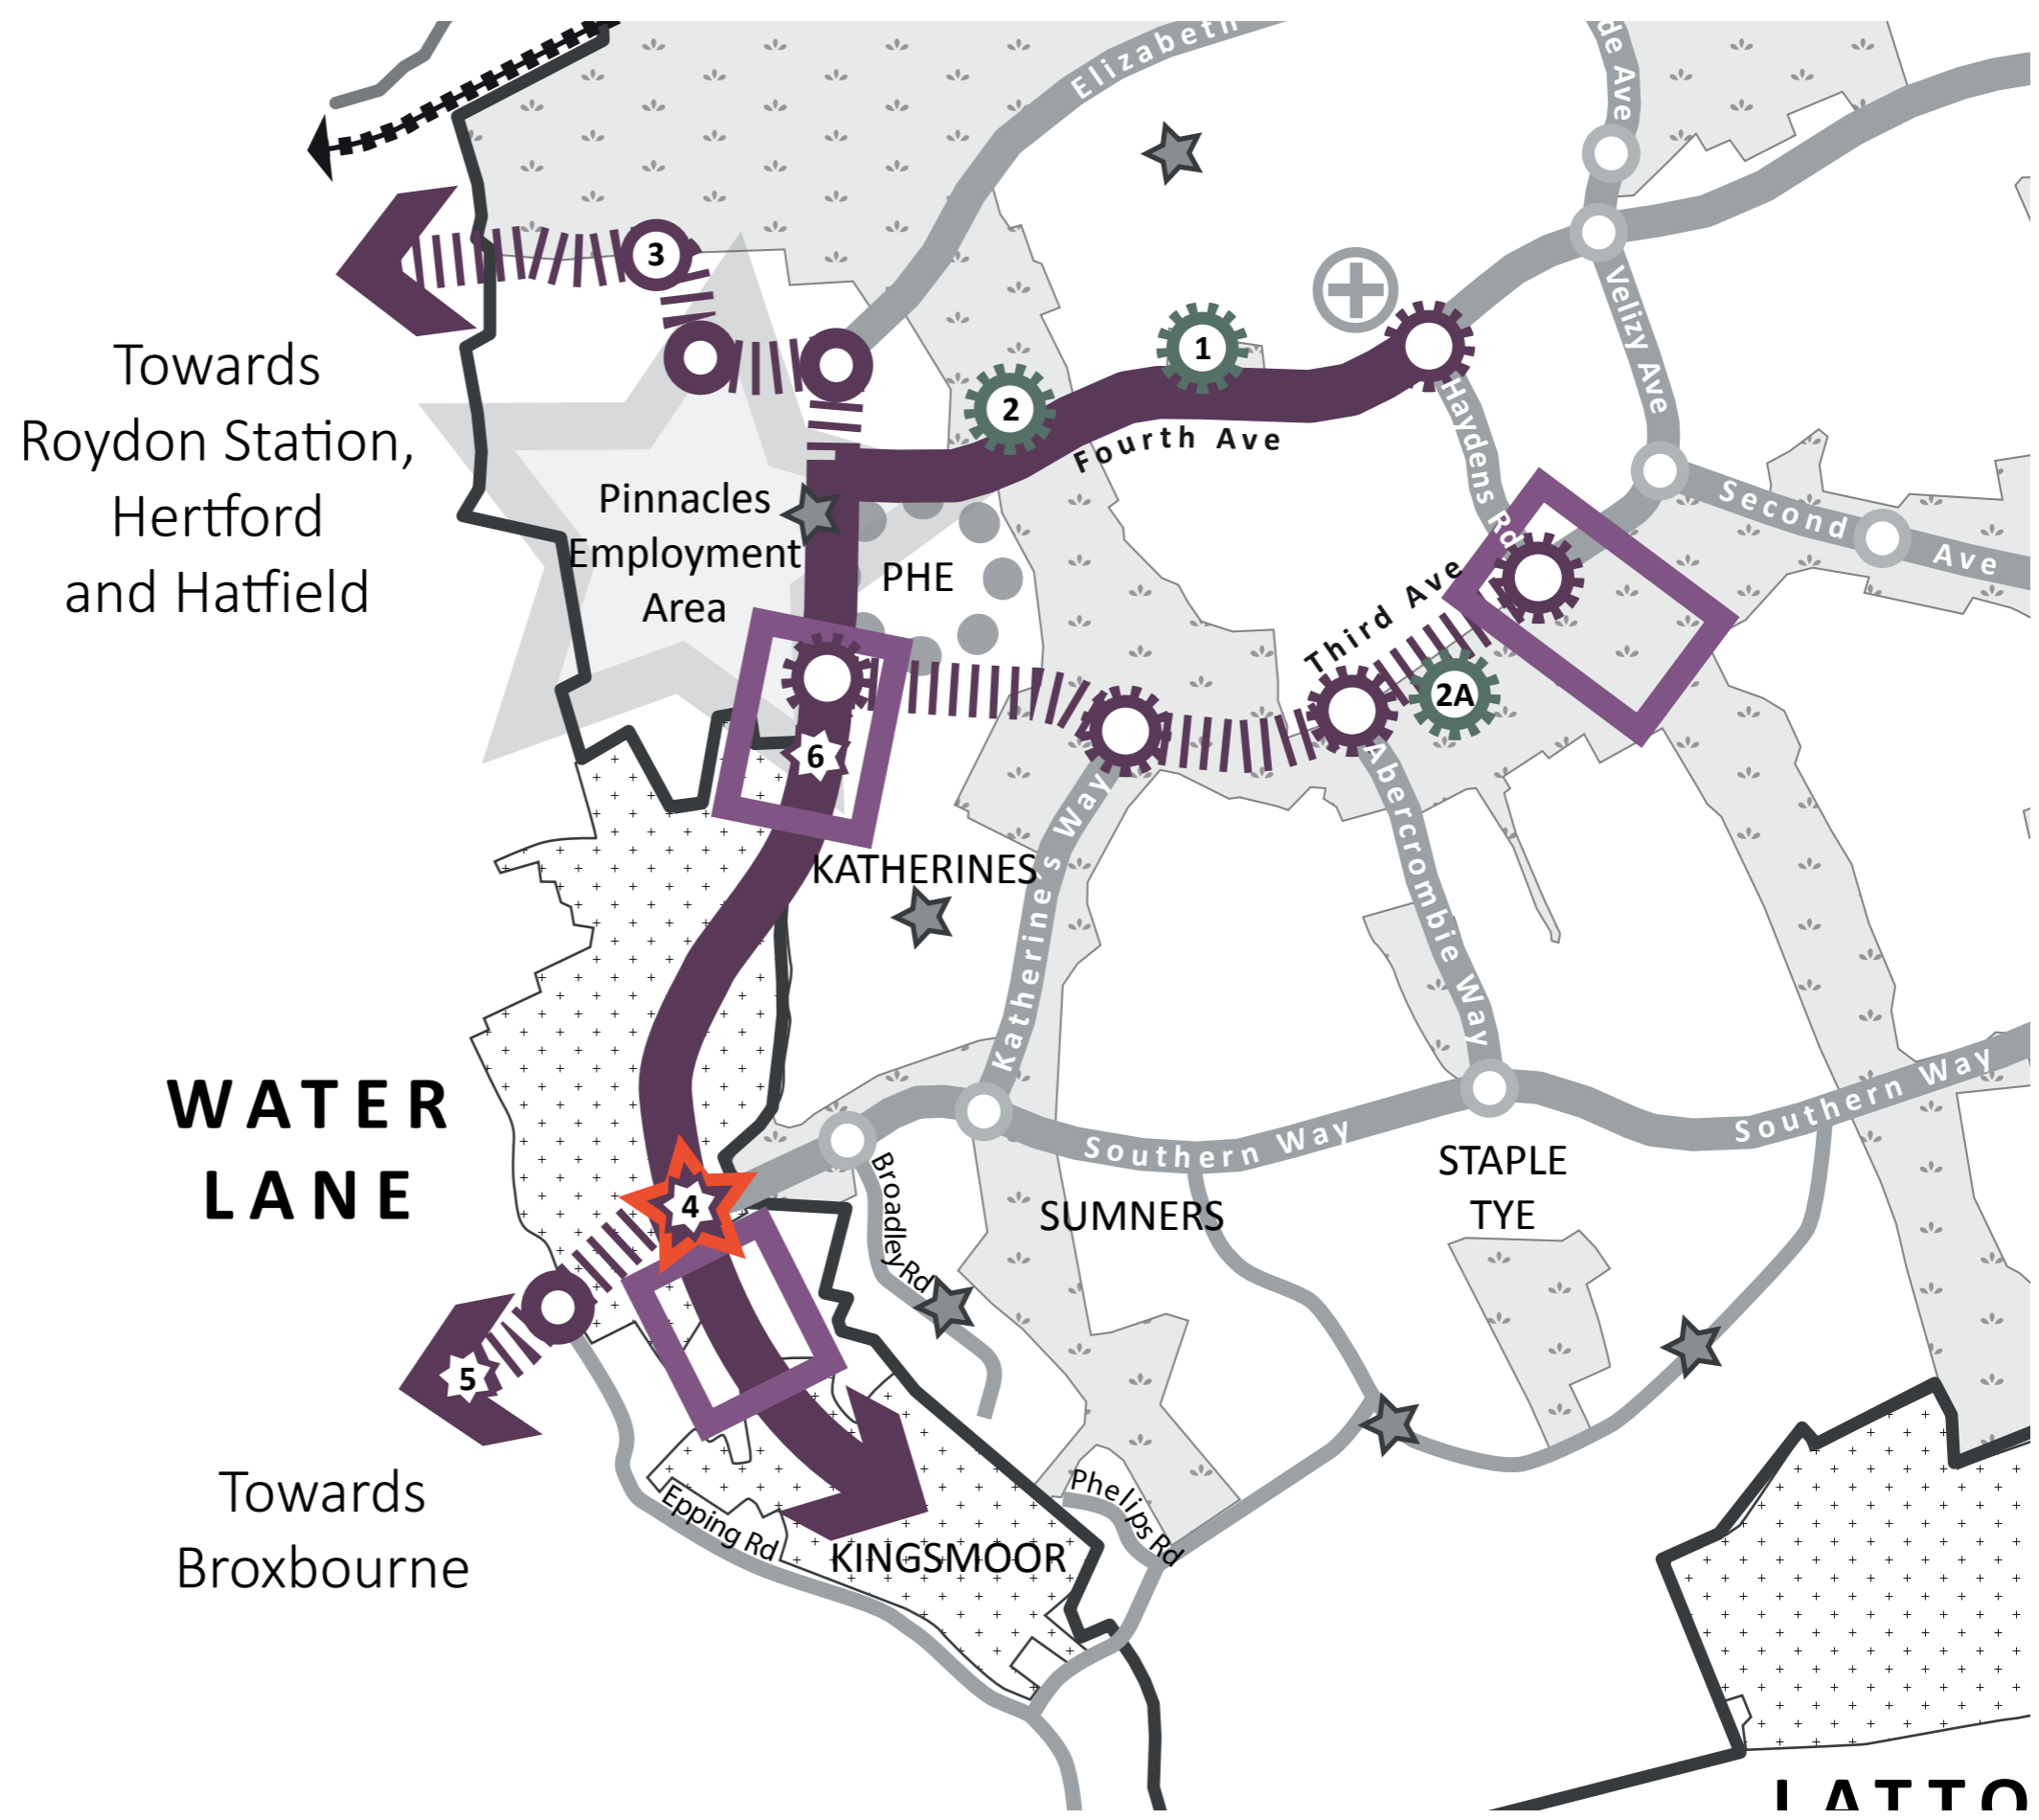 Elizabeth
de Ave
3
Towards
Roydon Station,
Hertford
and Hatfield
1
2
Fourth Ave
Haydens Rd
Velizy Ave
Second Ave
Pinnacles
Employment
Area
PHE
Third Ave
2A
6
KATHERINES
Katherine's Way
Abercrombie Way
WATER
LANE
4
Southern Way
Southern Way
Broadley Rd
SUMNERS
STAPLE
TYE
5
Towards
Broxbourne
Epping Rd
KINGSMOOR
Phelips Rd
LATTO